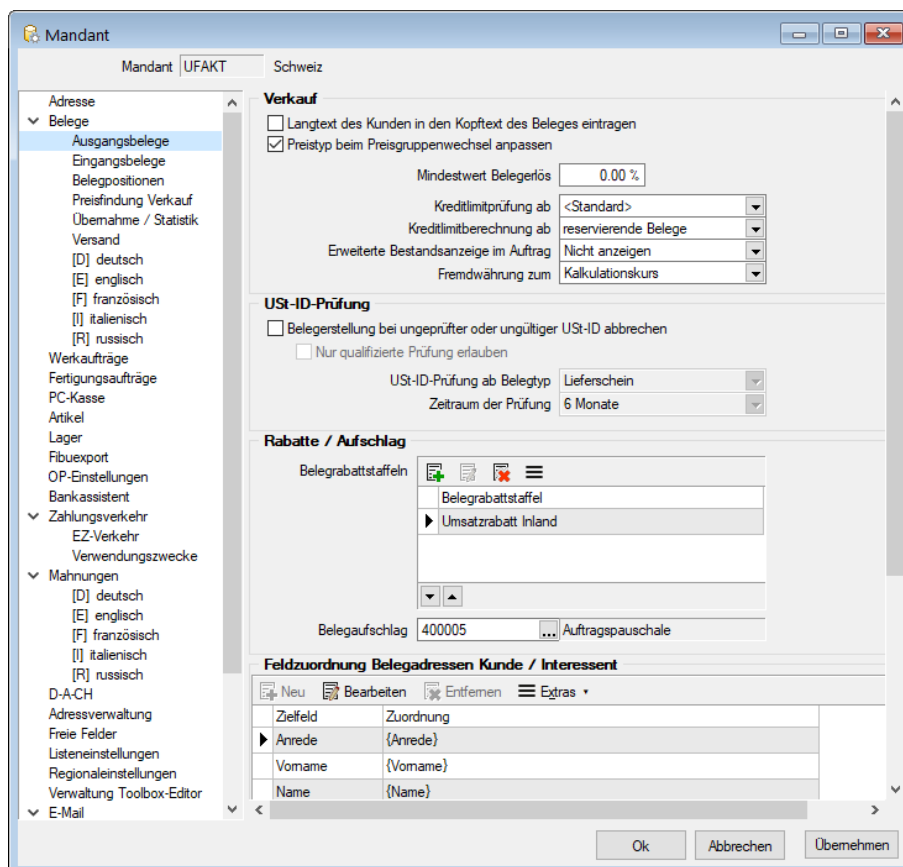 Mandant
Mandant UFAKT Schweiz
Adresse
Belege
Ausgangsbelege
Eingangsbelege
Belegpositionen
Preisfindung Verkauf
Übernahme / Statistik
Versand
[D] deutsch
[E] englisch
[F] französisch
[I] italienisch
[R] russisch
Werkaufträge
Fertigungsaufträge
PC-Kasse
Artikel
Lager
Fibuexport
OP-Einstellungen
Bankassistent
Zahlungsverkehr
EZ-Verkehr
Verwendungszwecke
Mahnungen
[D] deutsch
[E] englisch
[F] französisch
[I] italienisch
[R] russisch
D-A-CH
Adressverwaltung
Freie Felder
Listeneinstellungen
Regionaleinstellungen
Verwaltung Toolbox-Editor
E-Mail
Verkauf
Langtext des Kunden in den Kopftext des Beleges eintragen
Preistyp beim Preisgruppenwechsel anpassen
Mindestwert Belegerlös 0.00 %
Kreditlimitprüfung ab <Standard>
Kreditlimitberechnung ab reservierende Belege
Erweiterte Bestandsanzeige im Auftrag Nicht anzeigen
Fremdwährung zum Kalkulationskurs
USt-ID-Prüfung
Belegerstellung bei ungeprüfter oder ungültiger USt-ID abbrechen
Nur qualifizierte Prüfung erlauben
USt-ID-Prüfung ab Belegtyp Lieferschein
Zeitraum der Prüfung 6 Monate
Rabatte / Aufschlag
Belegrabattstaffeln
Belegrabattstaffel
Umsatzrabatt Inland
Belegaufschlag 400005 ... Auftragspauschale
Feldzuordnung Belegadressen Kunde / Interessent
Neu Bearbeiten Entfernen Extras
Zielfeld Zuordnung
Anrede {Anrede}
Vorname {Vorname}
Name {Name}
Ok Abbrechen Übernehmen